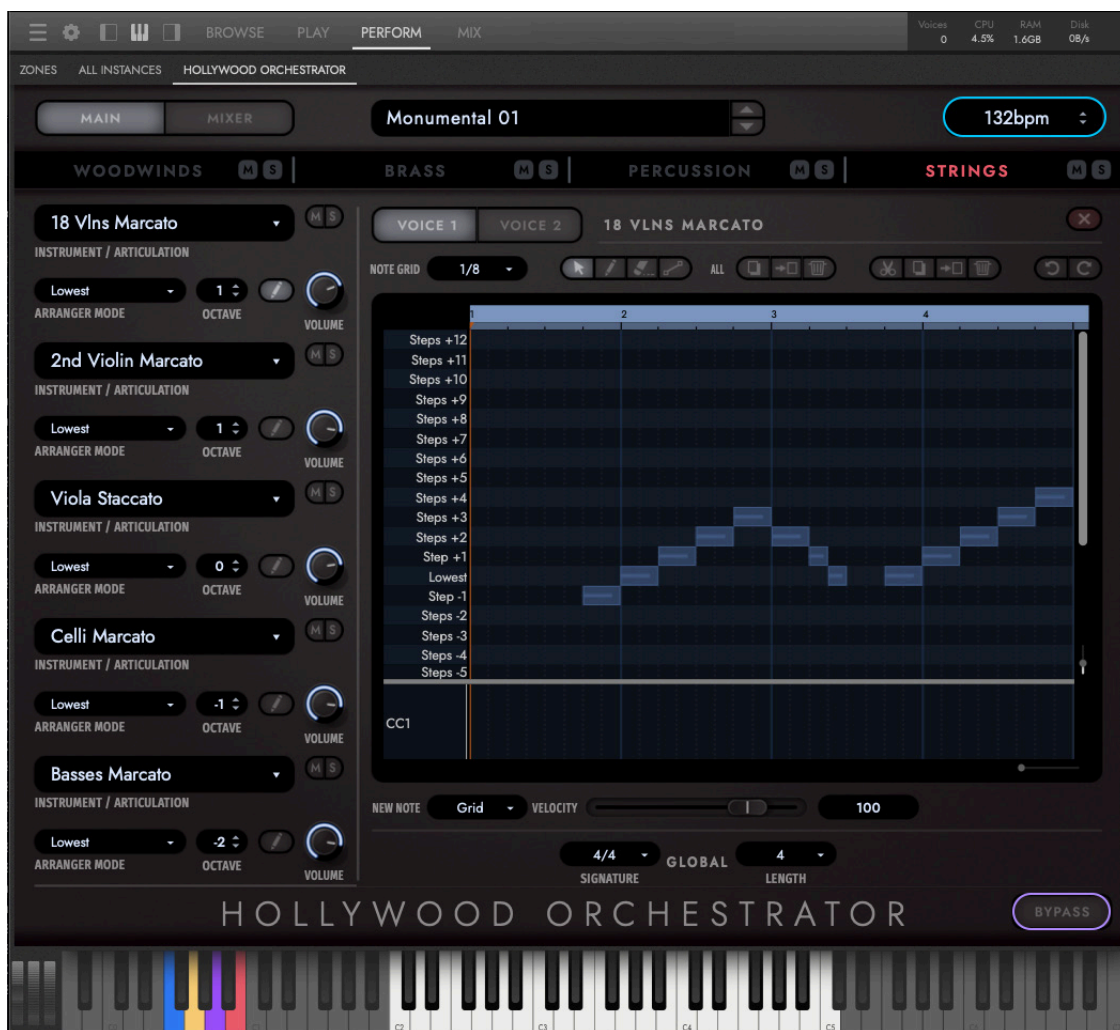 BROWSE PLAY PERFORM MIX
Voices CPU RAM Disk
0 4.5% 1.6GB 0B/s
ZONES ALL INSTANCES HOLLYWOOD ORCHESTRATOR
MAIN MIXER Monumental 01 132bpm
WOODWINDS M S BRASS M S PERCUSSION M S STRINGS M S
18 Vlns Marcato M S
INSTRUMENT / ARTICULATION
Lowest 1
ARRANGER MODE OCTAVE VOLUME
2nd Violin Marcato M S
INSTRUMENT / ARTICULATION
Lowest 1
ARRANGER MODE OCTAVE VOLUME
Viola Staccato M S
INSTRUMENT / ARTICULATION
Lowest 0
ARRANGER MODE OCTAVE VOLUME
Celli Marcato M S
INSTRUMENT / ARTICULATION
Lowest -1
ARRANGER MODE OCTAVE VOLUME
Basses Marcato M S
INSTRUMENT / ARTICULATION
Lowest -2
ARRANGER MODE OCTAVE VOLUME
VOICE 1 VOICE 2 18 VLNS MARCATO
NOTE GRID 1/8 ALL
1 2 3 4
Steps +12
Steps +11
Steps +10
Steps +9
Steps +8
Steps +7
Steps +6
Steps +5
Steps +4
Steps +3
Steps +2
Step +1
Lowest
Step -1
Steps -2
Steps -3
Steps -4
Steps -5
CC1
NEW NOTE Grid VELOCITY 100
4/4 GLOBAL 4
SIGNATURE LENGTH
HOLLYWOOD ORCHESTRATOR BYPASS
C2 C3 C4 C5